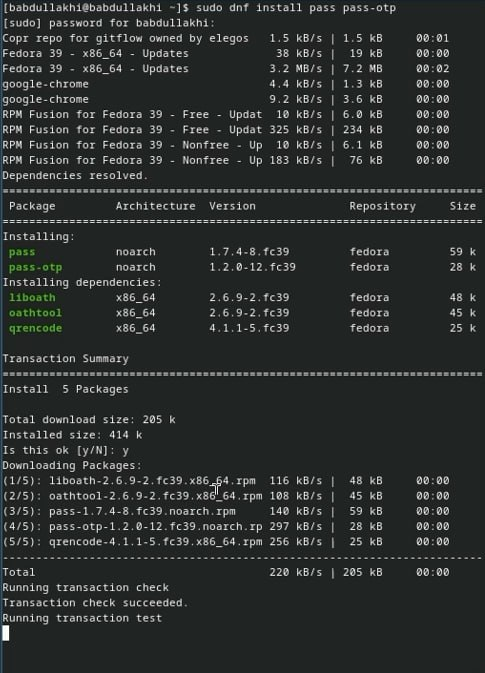 [babdullakhi@babdullakhi ~]$ sudo dnf install pass pass-otp
[sudo] password for babdullakhi:
Copr repo for gitflow owned by elegos   1.5 kB/s | 1.5 kB     00:01
Fedora 39 - x86_64 - Updates             38 kB/s |  19 kB     00:00
Fedora 39 - x86_64 - Updates            3.2 MB/s | 7.2 MB     00:02
google-chrome                           4.4 kB/s | 1.3 kB     00:00
google-chrome                           9.2 kB/s | 3.6 kB     00:00
RPM Fusion for Fedora 39 - Free - Updat  10 kB/s | 6.0 kB     00:00
RPM Fusion for Fedora 39 - Free - Updat 325 kB/s | 234 kB     00:00
RPM Fusion for Fedora 39 - Nonfree - Up  10 kB/s | 6.1 kB     00:00
RPM Fusion for Fedora 39 - Nonfree - Up 183 kB/s |  76 kB     00:00
Dependencies resolved.
Package         Architecture  Version             Repository     Size
Installing:
pass            noarch        1.7.4-8.fc39        fedora         59 k
pass-otp        noarch        1.2.0-12.fc39       fedora         28 k
Installing dependencies:
liboath         x86_64        2.6.9-2.fc39        fedora         48 k
oathtool        x86_64        2.6.9-2.fc39        fedora         45 k
qrencode        x86_64        4.1.1-5.fc39        fedora         25 k
Transaction Summary
Install  5 Packages
Total download size: 205 k
Installed size: 414 k
Is this ok [y/N]: y
Downloading Packages:
(1/5): liboath-2.6.9-2.fc39.x86_64.rpm  116 kB/s |  48 kB     00:00
(2/5): oathtool-2.6.9-2.fc39.x86_64.rpm 108 kB/s |  45 kB     00:00
(3/5): pass-1.7.4-8.fc39.noarch.rpm     140 kB/s |  59 kB     00:00
(4/5): pass-otp-1.2.0-12.fc39.noarch.rp 297 kB/s |  28 kB     00:00
(5/5): qrencode-4.1.1-5.fc39.x86_64.rpm 256 kB/s |  25 kB     00:00
Total                                   220 kB/s | 205 kB     00:00
Running transaction check
Transaction check succeeded.
Running transaction test